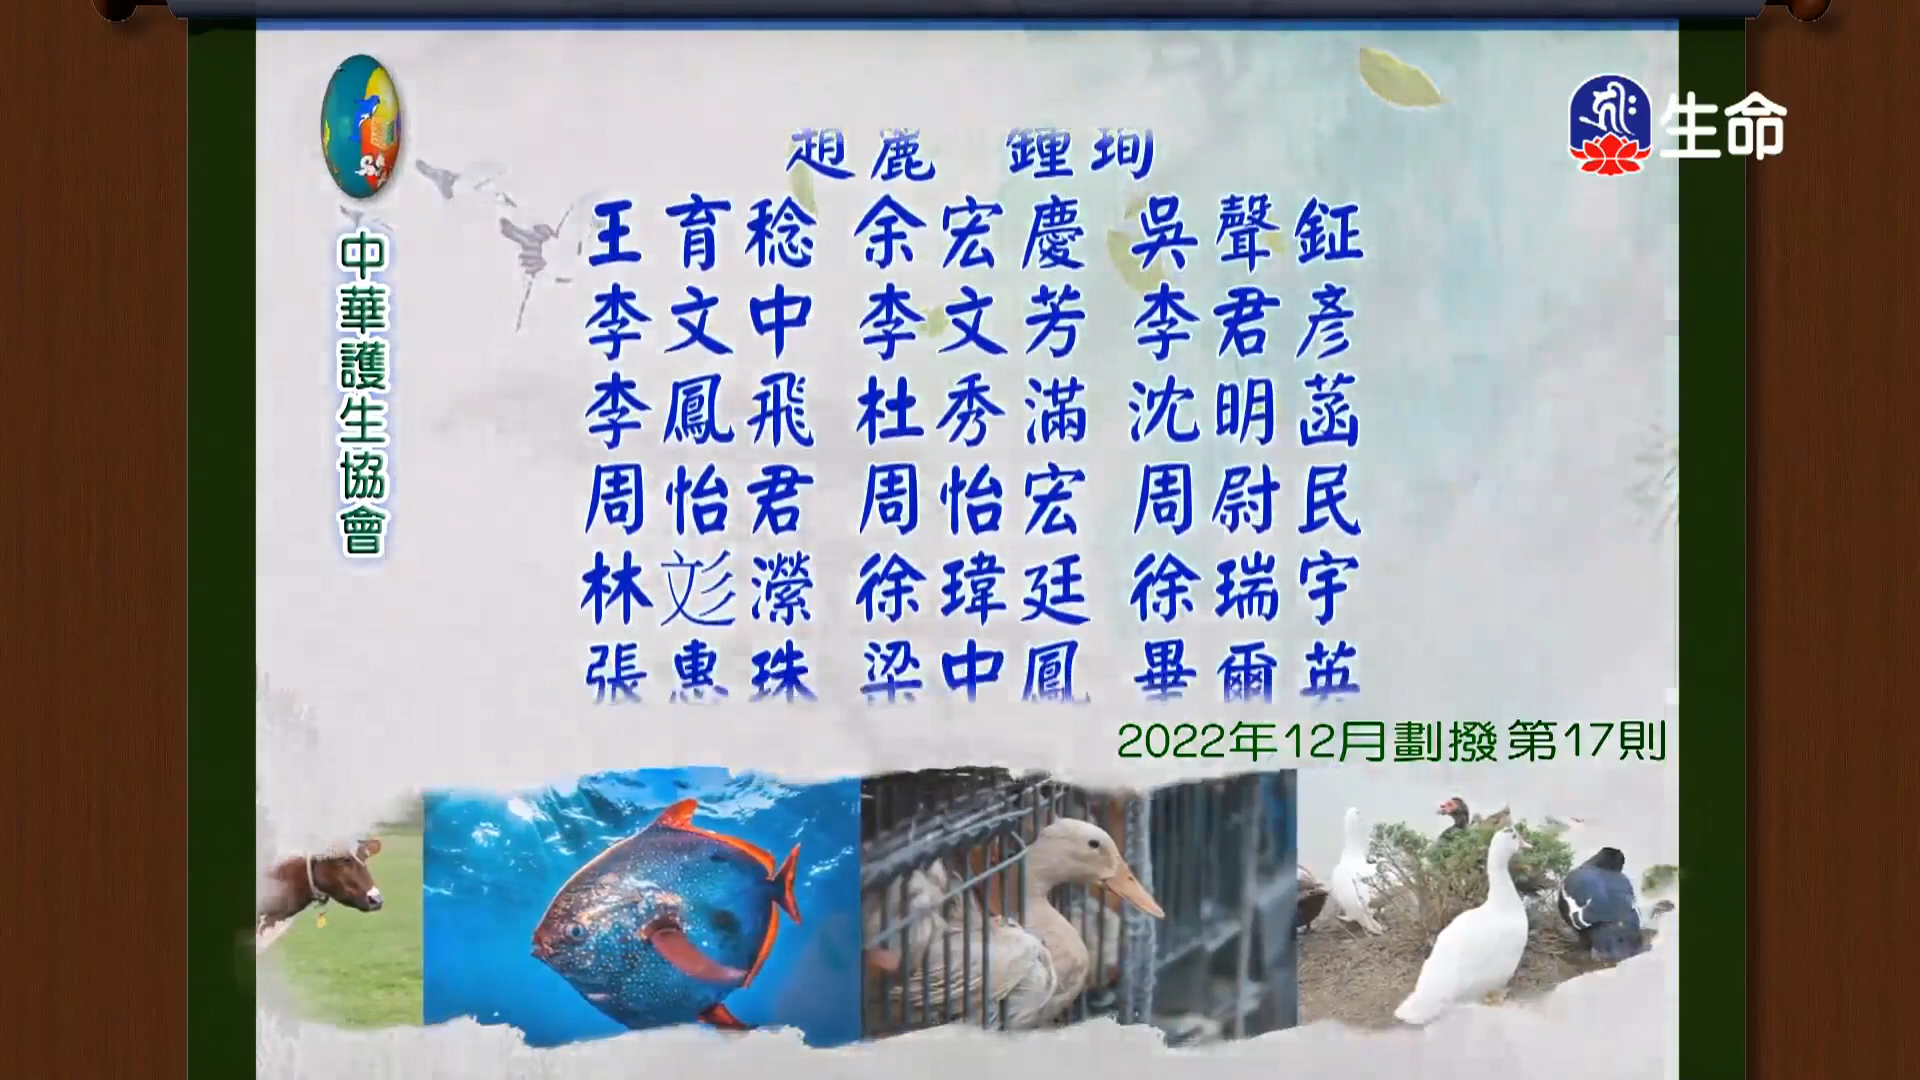 生命
中華護生協會
趙麗 鍾珣
王育稔 余宏慶 吳聲鉦
李文中 李文芳 李君彥
李鳳飛 杜秀滿 沈明菡
周怡君 周怡宏 周尉民
林彣瀠 徐瑋廷 徐瑞宇
張惠珠 梁中鳳 畢爾英
2022年12月劃撥第17則